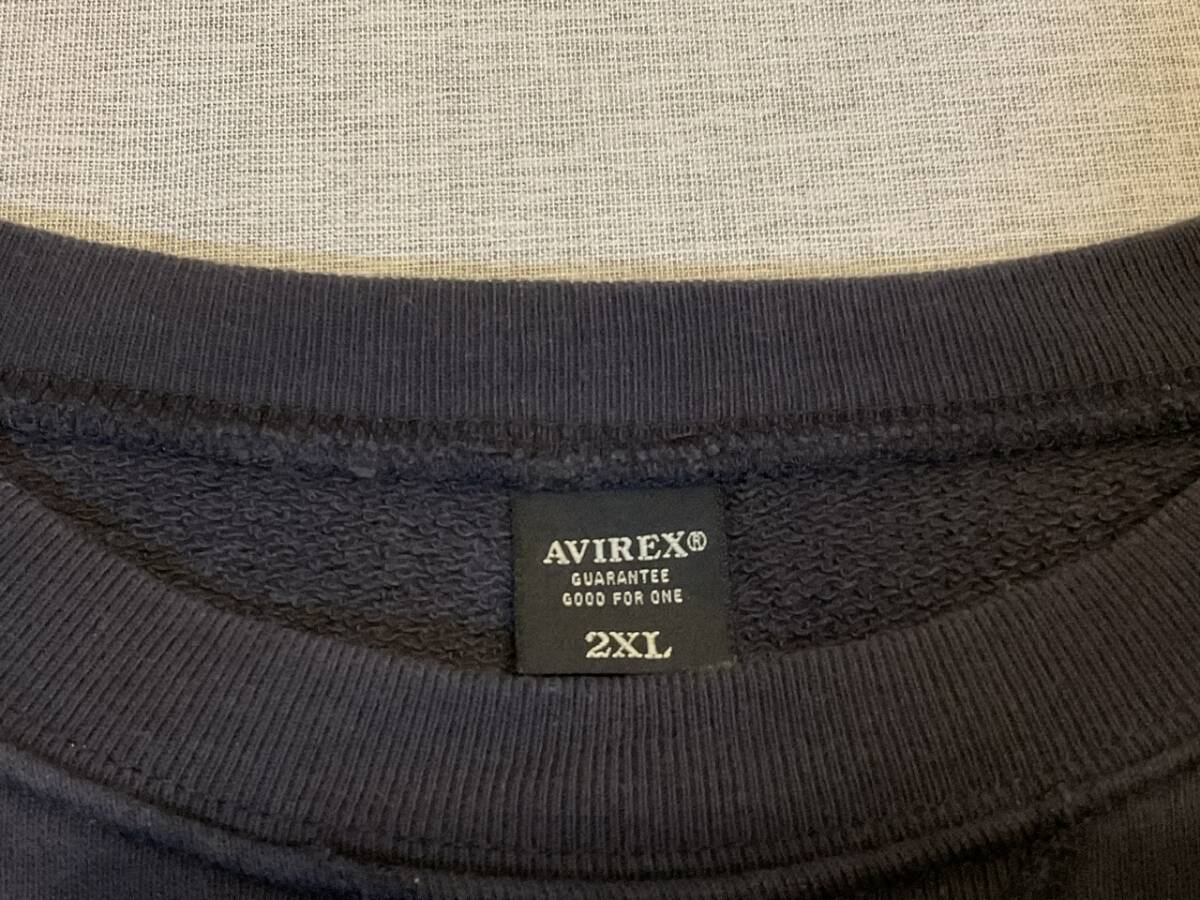 AVIREX®
GUARANTEE
GOOD FOR ONE
2XL